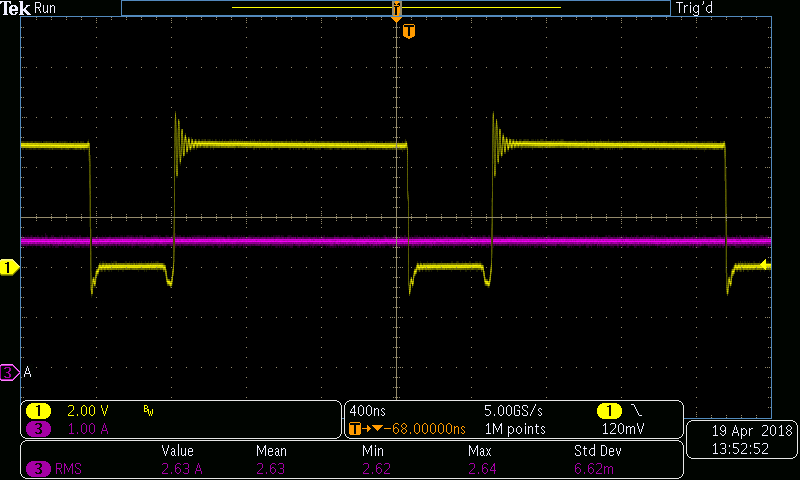 Tek Run Trig'd
T
T
1
3 A
1 2.00 V BW 400ns 5.00GS/s 1 120mV
3 1.00 A T→▼−68.00000ns 1M points
19 Apr 2018
13:52:52
Value Mean Min Max Std Dev
3 RMS 2.63 A 2.63 2.62 2.64 6.62m